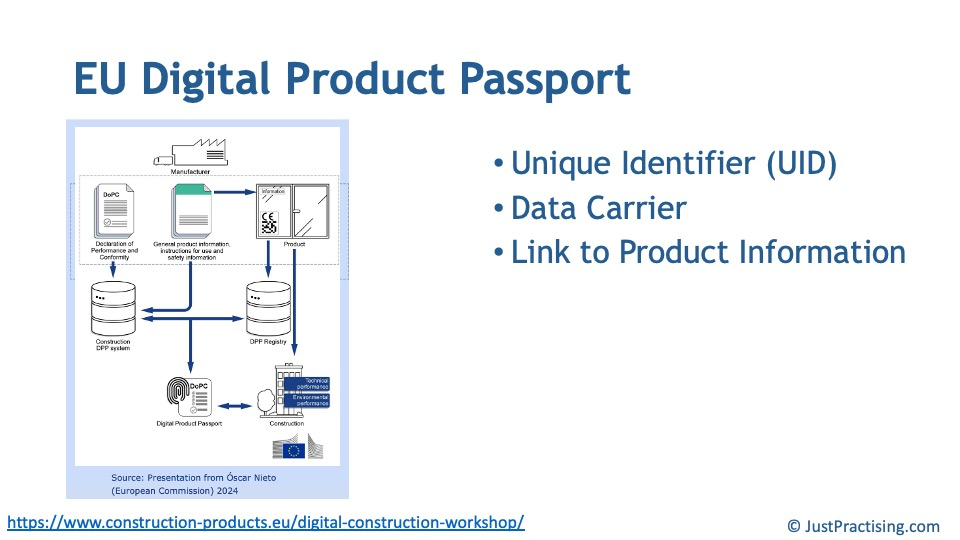 EU Digital Product Passport
Manufacturer
DoPC
Information
CE
Declaration of
Performance and
Conformity
General product information,
instructions for use and
safety information
Product
Construction
DPP system
DPP Registry
DoPC
Technical
performance
Environmental
performance
Digital Product Passport
Construction
Source: Presentation from Óscar Nieto
(European Commission) 2024
• Unique Identifier (UID)
• Data Carrier
• Link to Product Information
https://www.construction-products.eu/digital-construction-workshop/
© JustPractising.com